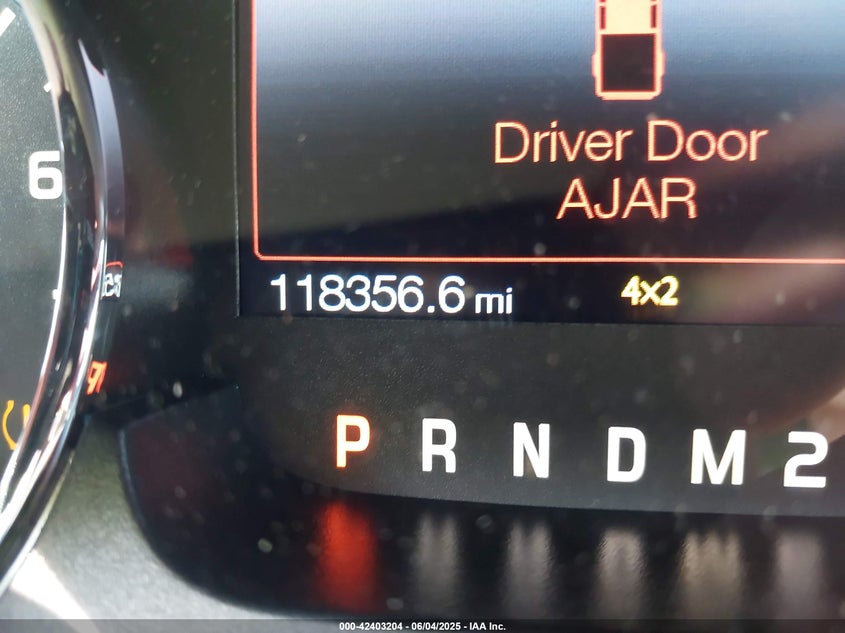 6
Driver Door
AJAR
118356.6 mi 4x2
P R N D M 2
000-42403204 - 06/04/2025 - IAA Inc.